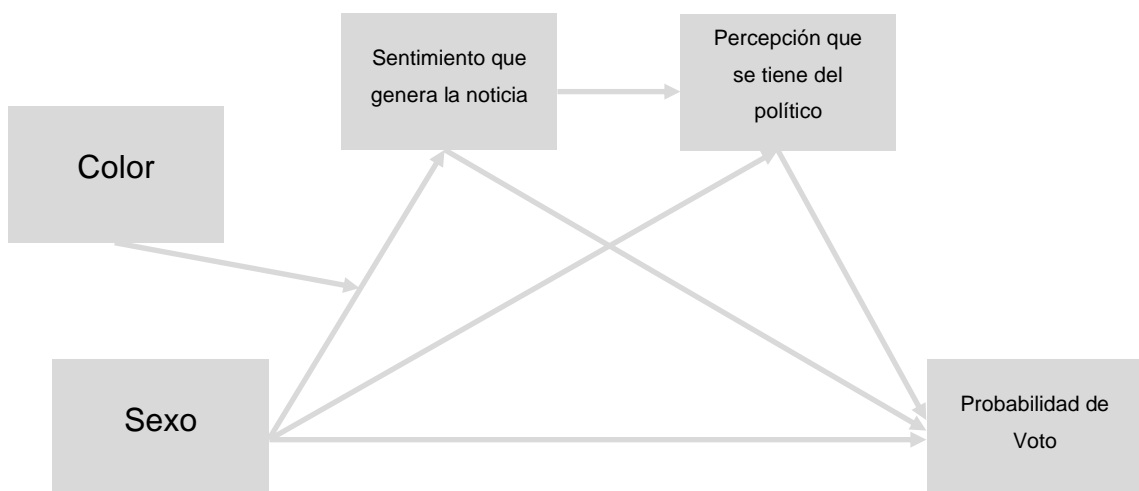 Sentimiento que
genera la noticia
Percepción que
se tiene del
político
Color
Sexo
Probabilidad de
Voto